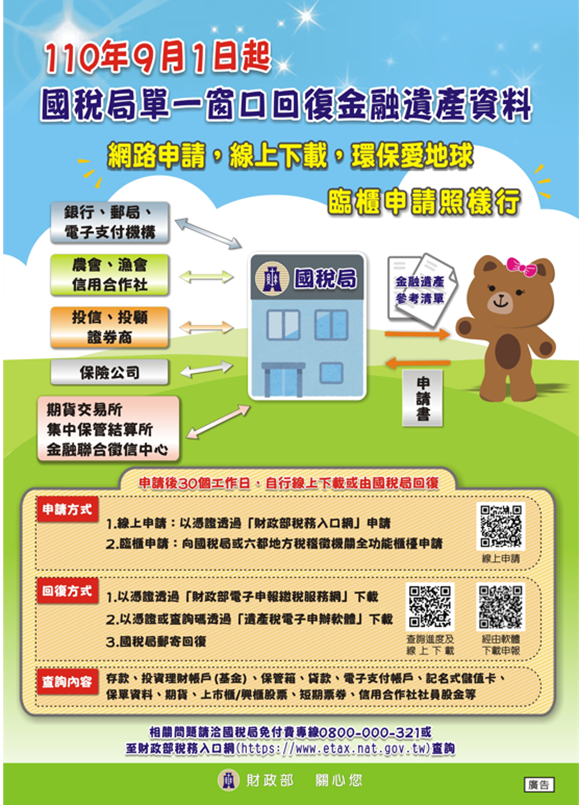 110年9月1日起
國稅局單一窗口回復金融遺產資料
網路申請，線上下載，環保愛地球
臨櫃申請照樣行
銀行、郵局、
電子支付機構
農會、漁會
信用合作社
投信、投顧
證券商
保險公司
期貨交易所
集中保管結算所
金融聯合徵信中心
國稅局
金融遺產
參考清單
申請書
申請後30個工作日，自行線上下載或由國稅局回復
申請方式
1.線上申請：以憑證透過「財政部稅務入口網」申請
2.臨櫃申請：向國稅局或六都地方稅稽徵機關全功能櫃檯申請
線上申請
回復方式
1.以憑證透過「財政部電子申報繳稅服務網」下載
2.以憑證或查詢碼透過「遺產稅電子申辦軟體」下載
3.國稅局郵寄回復
查詢進度及
線上下載
經由軟體
下載申報
查詢內容
存款、投資理財帳戶(基金)、保管箱、貸款、電子支付帳戶、記名式儲值卡、
保單資料、期貨、上市櫃/興櫃股票、短期票券、信用合作社社員股金等
相關問題請洽國稅局免付費專線0800-000-321或
至財政部稅務入口網(https://www.etax.nat.gov.tw)查詢
財政部 關心您
廣告